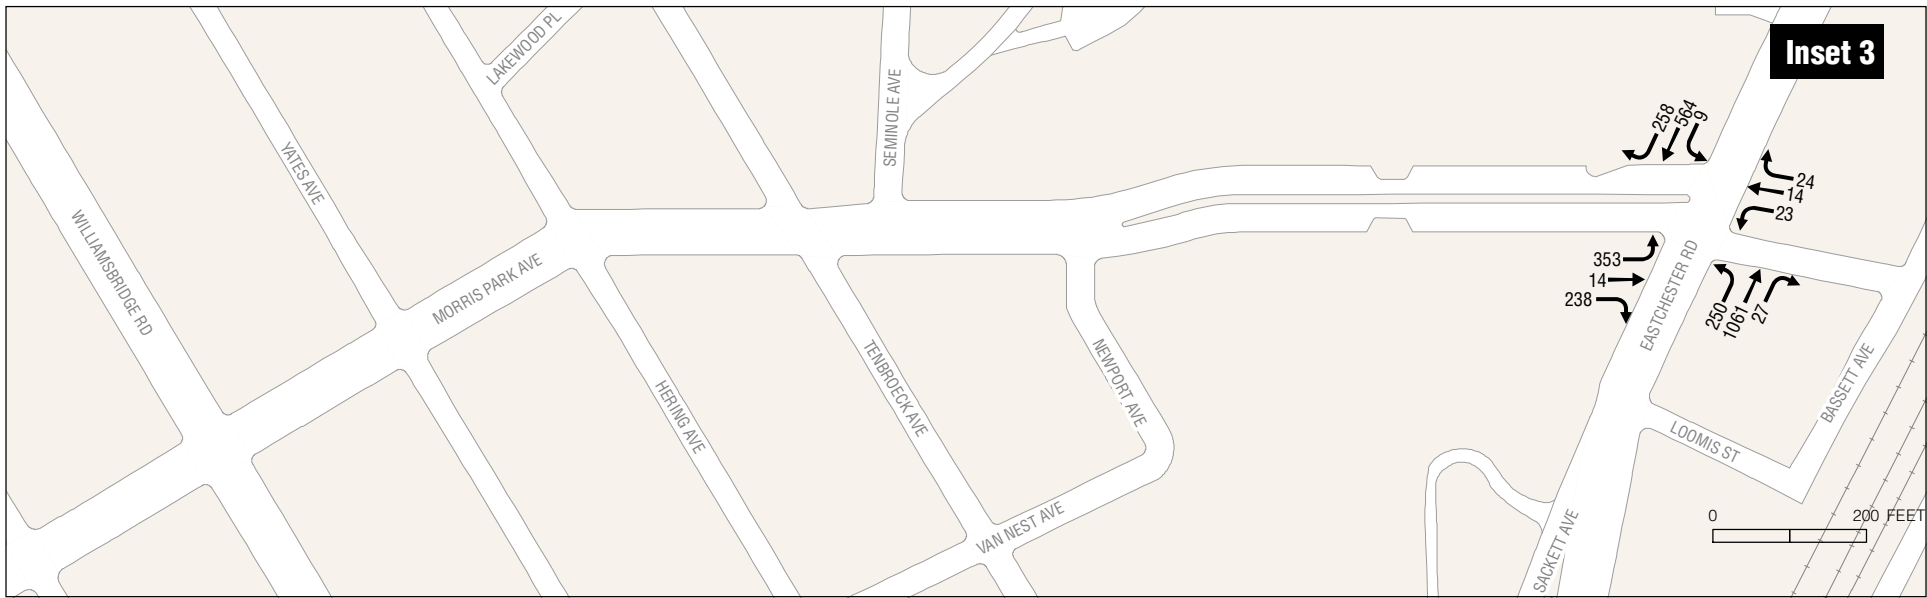 Inset 3
LAKEWOOD PL
SEMINOLE AVE
YATES AVE
WILLIAMSBRIDGE RD
MORRIS PARK AVE
258
564
9
24
14
23
353
14
238
EASTCHESTER RD
250
1061
27
HERING AVE
TENBROECK AVE
NEWPORT AVE
BASSETT AVE
LOOMIS ST
VAN NEST AVE
SACKETT AVE
0 200 FEET